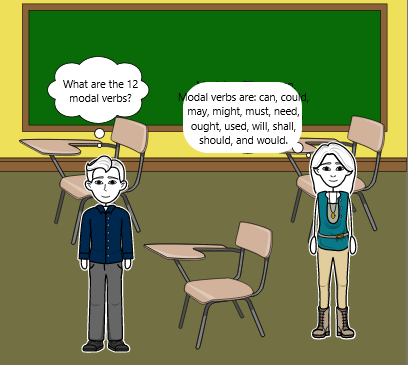 What are the 12
modal verbs?
Modal verbs are: can, could,
may, might, must, need,
ought, used, will, shall,
should, and would.